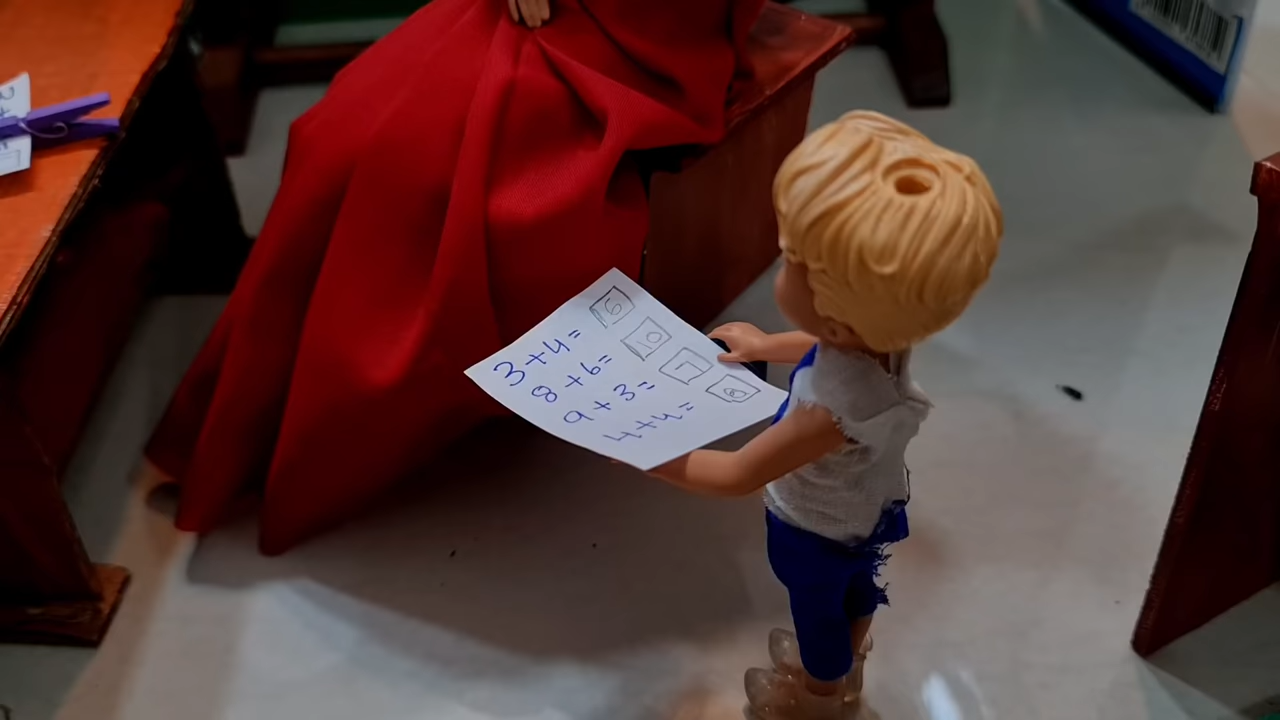 3+4= 6
8+6= 10
9+3= 7
4+4= 8